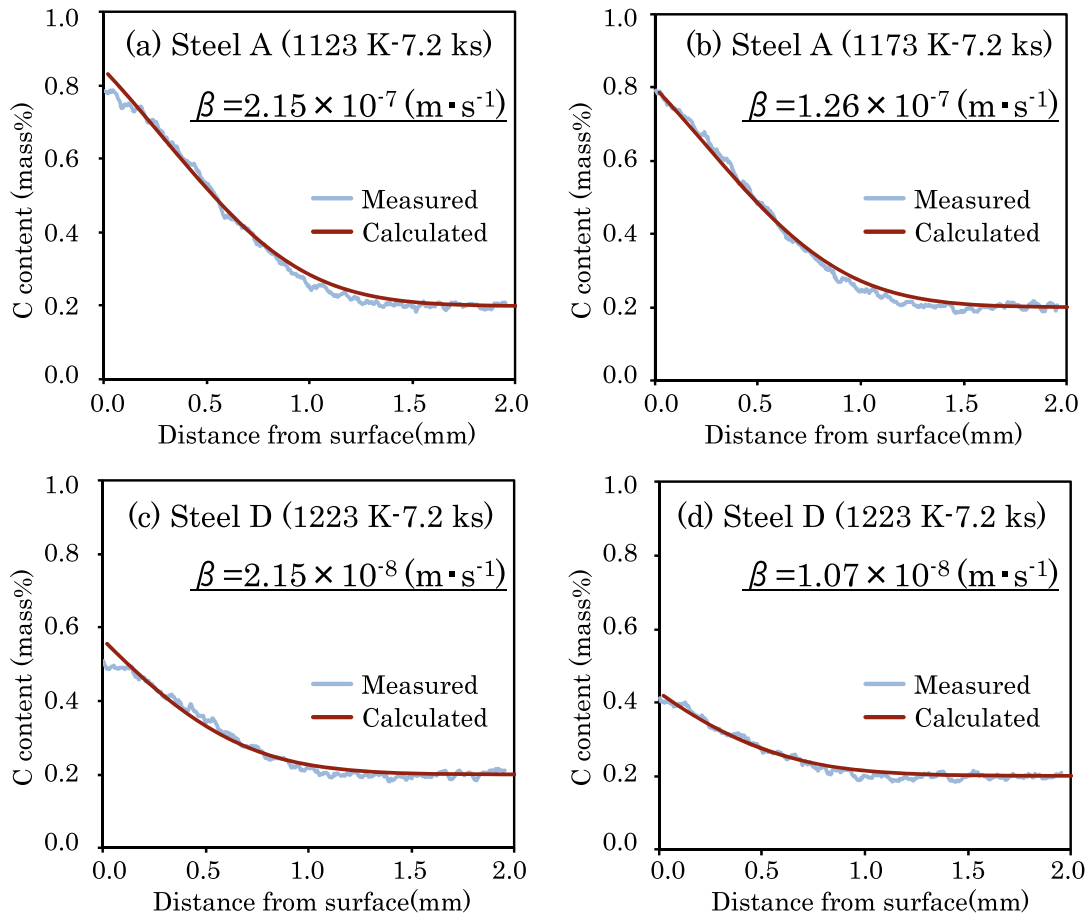 (a) Steel A (1123 K-7.2 ks)
β=2.15×10⁻⁷ (m·s⁻¹)
Measured
Calculated
C content (mass%)
1.0
0.8
0.6
0.4
0.2
0.0
0.0 0.5 1.0 1.5 2.0
Distance from surface(mm)
(b) Steel A (1173 K-7.2 ks)
β=1.26×10⁻⁷ (m·s⁻¹)
Measured
Calculated
C content (mass%)
1.0
0.8
0.6
0.4
0.2
0.0
0.0 0.5 1.0 1.5 2.0
Distance from surface(mm)
(c) Steel D (1223 K-7.2 ks)
β=2.15×10⁻⁸ (m·s⁻¹)
Measured
Calculated
C content (mass%)
1.0
0.8
0.6
0.4
0.2
0.0
0.0 0.5 1.0 1.5 2.0
Distance from surface(mm)
(d) Steel D (1223 K-7.2 ks)
β=1.07×10⁻⁸ (m·s⁻¹)
Measured
Calculated
C content (mass%)
1.0
0.8
0.6
0.4
0.2
0.0
0.0 0.5 1.0 1.5 2.0
Distance from surface(mm)